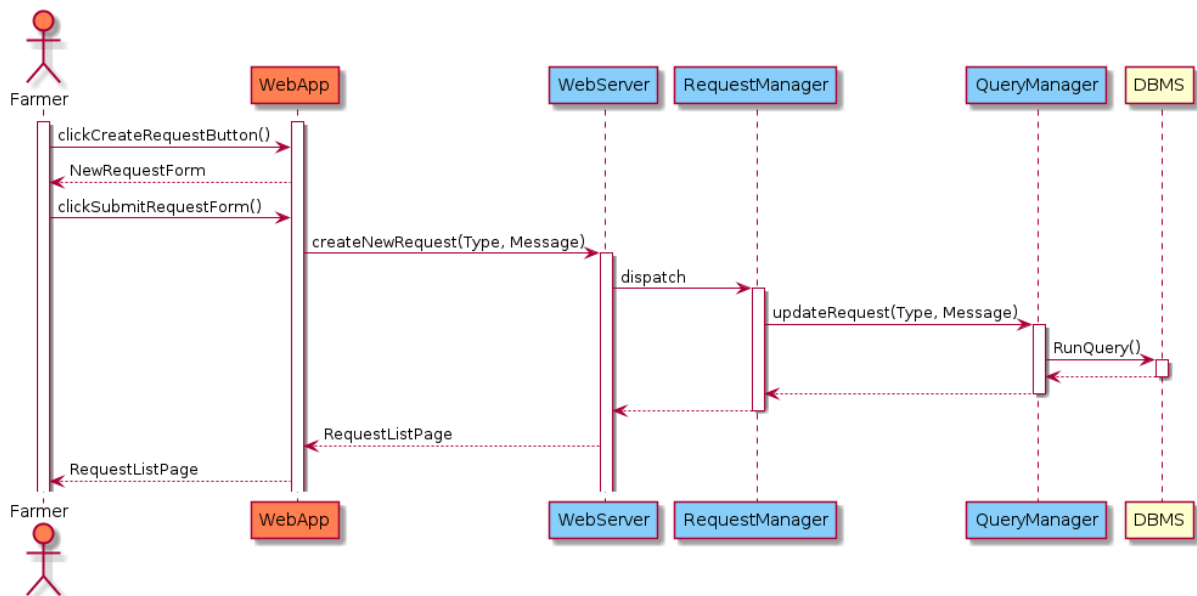 Farmer
WebApp
WebServer
RequestManager
QueryManager
DBMS
clickCreateRequestButton()
NewRequestForm
clickSubmitRequestForm()
createNewRequest(Type, Message)
dispatch
updateRequest(Type, Message)
RunQuery()
RequestListPage
RequestListPage
Farmer
WebApp
WebServer
RequestManager
QueryManager
DBMS